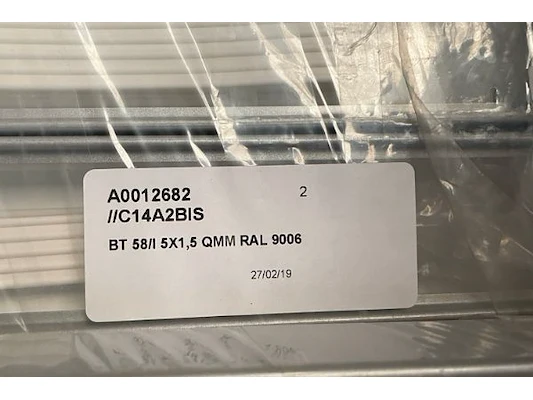 A0012682 2
//C14A2BIS
BT 58/I 5X1,5 QMM RAL 9006
27/02/19